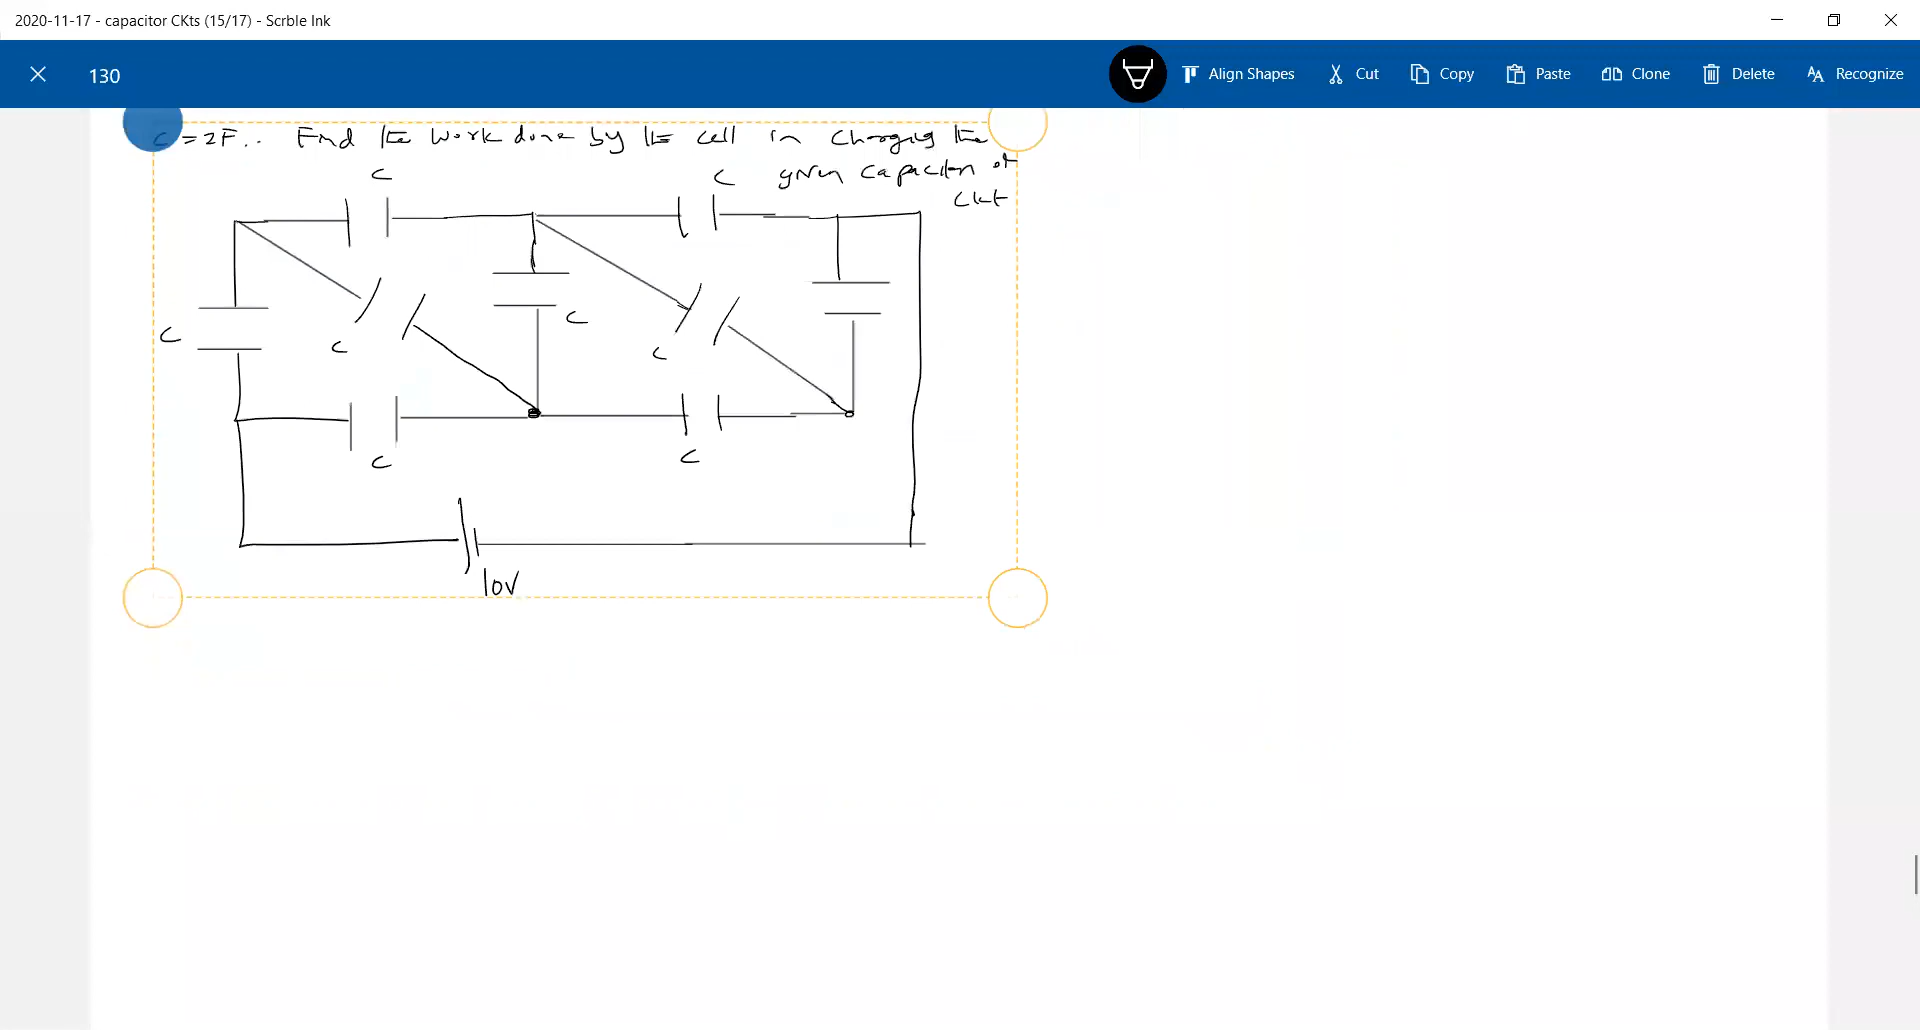 2020-11-17 - capacitor CKts (15/17) - Scrble Ink
130
Align Shapes Cut Copy Paste Clone Delete Recognize
C = 2F.. Find the work done by the cell in charging the
given capacitor of
Ckt
C C
C C C C
C C
10V